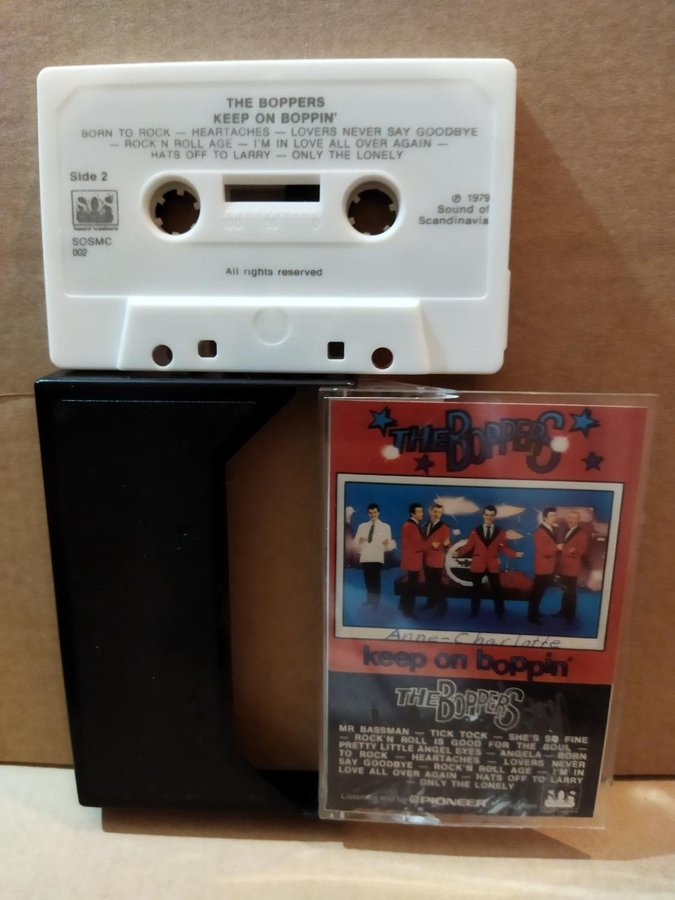 THE BOPPERS
KEEP ON BOPPIN'
BORN TO ROCK — HEARTACHES — LOVERS NEVER SAY GOODBYE
— ROCK'N ROLL AGE — I'M IN LOVE ALL OVER AGAIN —
HATS OFF TO LARRY — ONLY THE LONELY
Side 2
SOS
SOSMC
002
100 50 0
℗ 1979
Sound of
Scandinavia
All rights reserved
THE BOPPERS
Anne-Charlotte
keep on boppin'
THE BOPPERS
MR BASSMAN — TICK TOCK — SHE'S SO FINE
— ROCK'N ROLL IS GOOD FOR THE SOUL —
PRETTY LITTLE ANGEL EYES — ANGELA — BORN
TO ROCK — HEARTACHES — LOVERS NEVER
SAY GOODBYE — ROCK'N ROLL AGE — I'M IN
LOVE ALL OVER AGAIN — HATS OFF TO LARRY
— ONLY THE LONELY
PIONEER
SOS